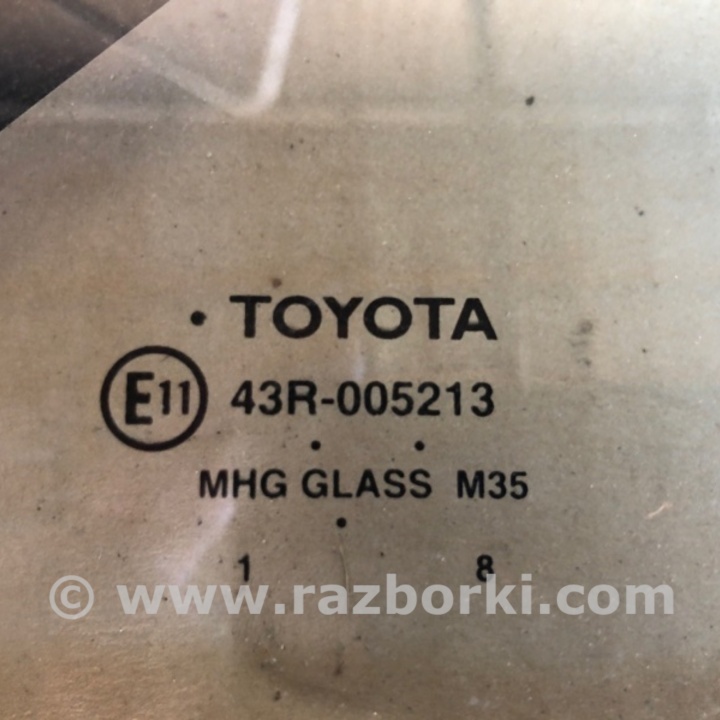 TOYOTA
E11 43R-005213
MHG GLASS M35
1 8
© www.razborki.com